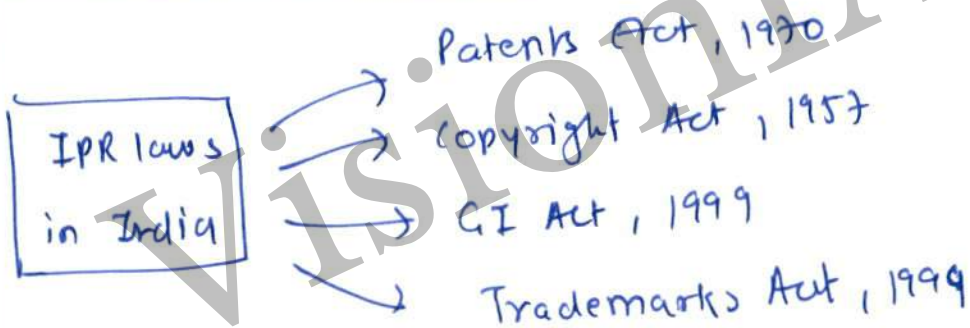 Patents Act, 1970
Copyright Act, 1957
IPR laws
in India
GI Act, 1999
Trademarks Act, 1999
Vision